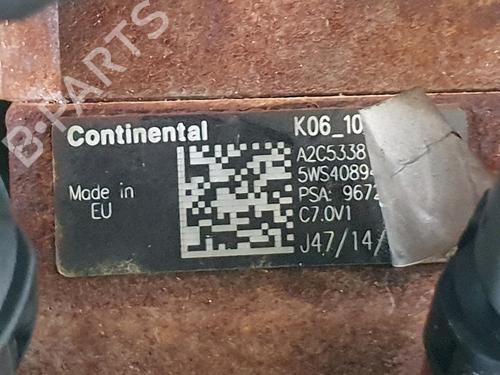 B-PARTS
Continental
K06_10
A2C5338
5WS4089
Made in
EU
PSA: 9672
C7.0V1
J47/14/